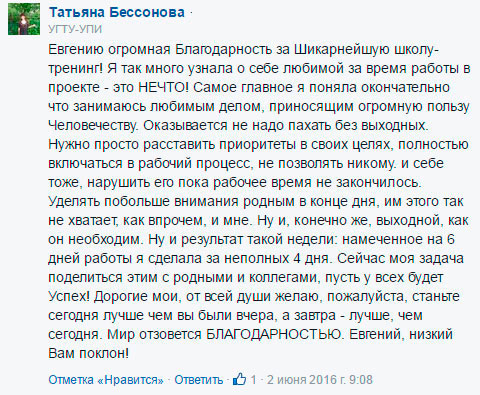 Татьяна Бессонова ·
УГТУ-УПИ
Евгению огромная Благодарность за Шикарнейшую школу-
тренинг! Я так много узнала о себе любимой за время работы в
проекте - это НЕЧТО! Самое главное я поняла окончательно
что занимаюсь любимым делом, приносящим огромную пользу
Человечеству. Оказывается не надо пахать без выходных.
Нужно просто расставить приоритеты в своих целях, полностью
включаться в рабочий процесс, не позволять никому. и себе
тоже, нарушить его пока рабочее время не закончилось.
Уделять побольше внимания родным в конце дня, им этого так
не хватает, как впрочем, и мне. Ну и, конечно же, выходной, как
он необходим. Ну и результат такой недели: намеченное на 6
дней работы я сделала за неполных 4 дня. Сейчас моя задача
поделиться этим с родными и коллегами, пусть у всех будет
Успех! Дорогие мои, от всей души желаю, пожалуйста, станьте
сегодня лучше чем вы были вчера, а завтра - лучше, чем
сегодня. Мир отзовется БЛАГОДАРНОСТЬЮ. Евгений, низкий
Вам поклон!
Отметка «Нравится» · Ответить · 1 · 2 июня 2016 г. 9:08